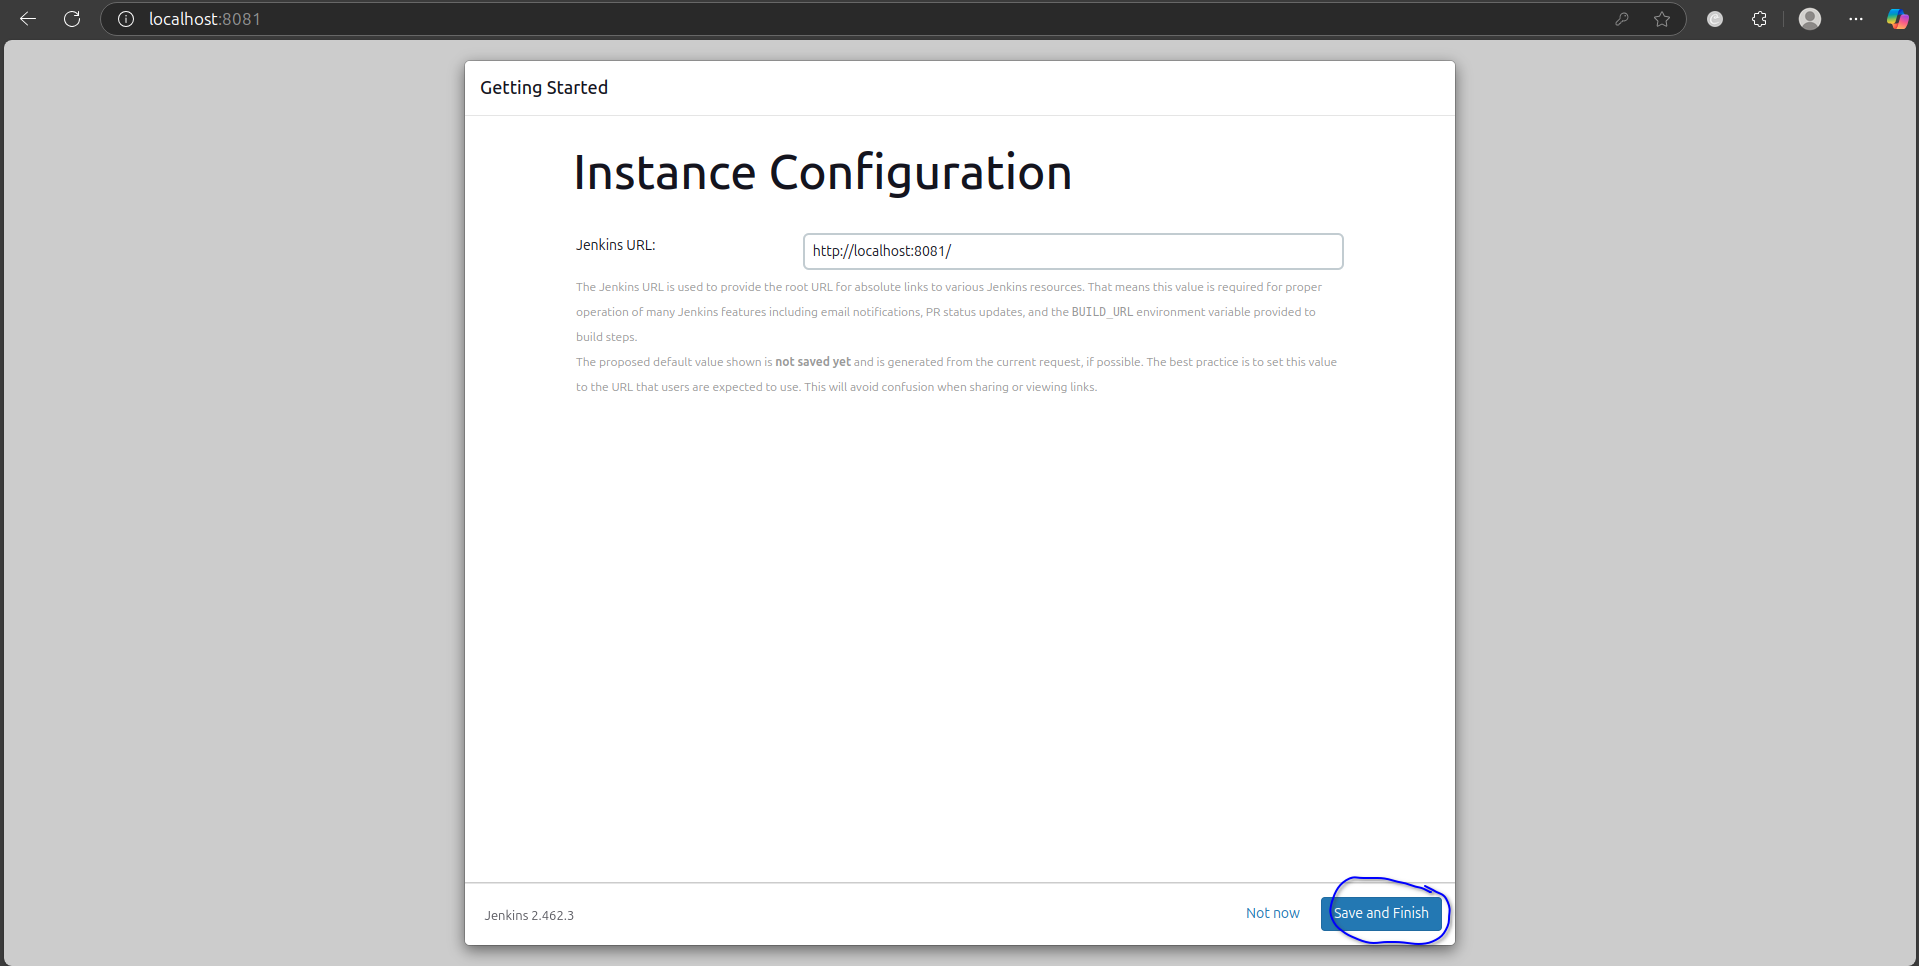 localhost:8081
Getting Started
Instance Configuration
Jenkins URL:
http://localhost:8081/
The Jenkins URL is used to provide the root URL for absolute links to various Jenkins resources. That means this value is required for proper
operation of many Jenkins features including email notifications, PR status updates, and the BUILD_URL environment variable provided to
build steps.
The proposed default value shown is not saved yet and is generated from the current request, if possible. The best practice is to set this value
to the URL that users are expected to use. This will avoid confusion when sharing or viewing links.
Jenkins 2.462.3
Not now
Save and Finish